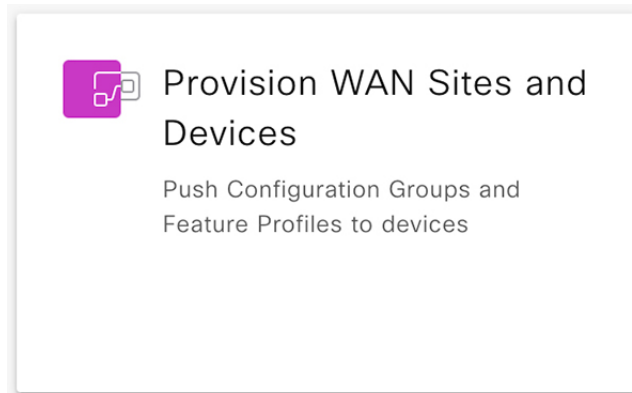 Provision WAN Sites and
Devices
Push Configuration Groups and
Feature Profiles to devices